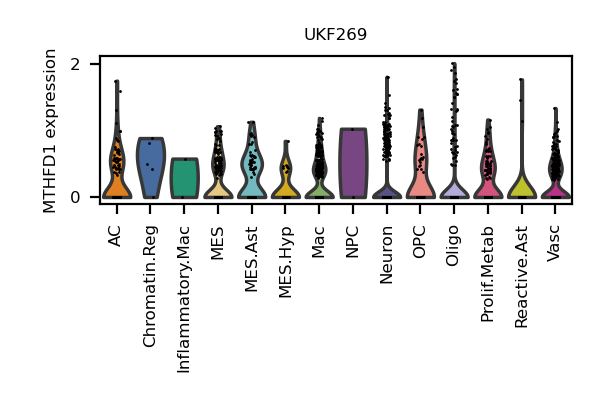 UKF269
MTHFD1 expression
2
0
AC
Chromatin.Reg
Inflammatory.Mac
MES
MES.Ast
MES.Hyp
Mac
NPC
Neuron
OPC
Oligo
Prolif.Metab
Reactive.Ast
Vasc